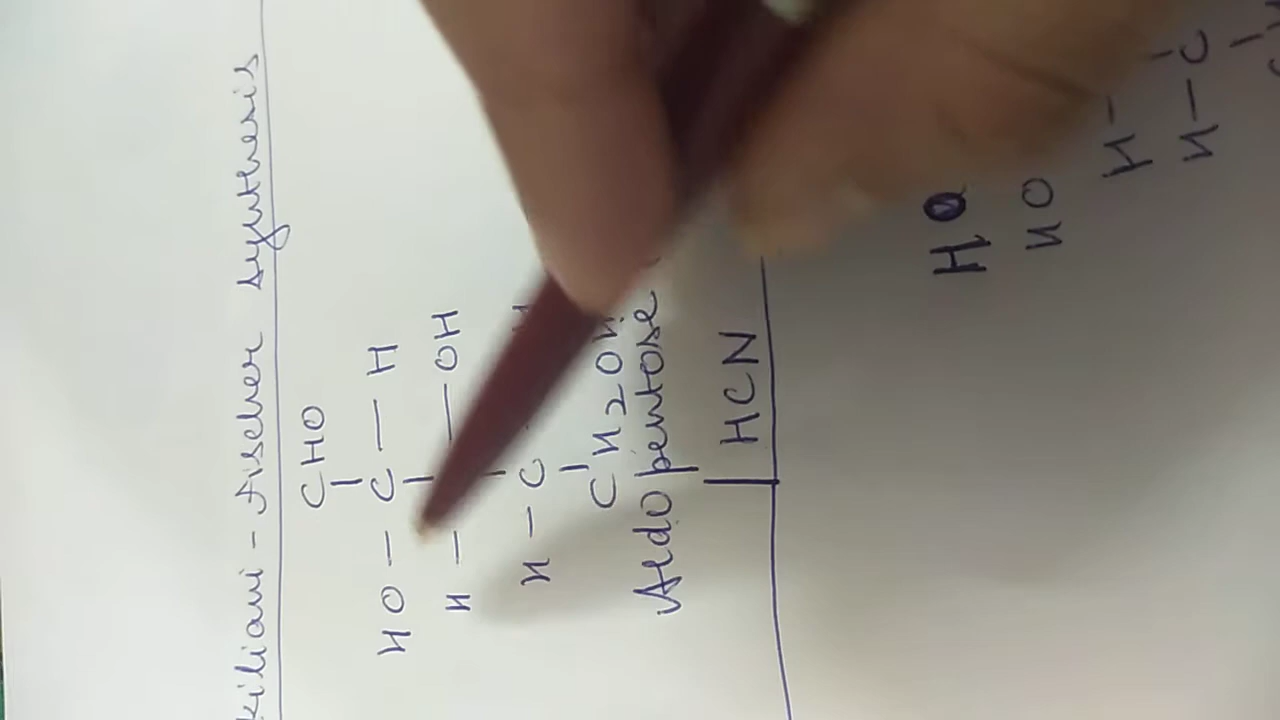 Kiliani - Fischer synthesis
CHO
HO - C - H
H - - OH
H - C - H
CH2OH
Aldopentose
HCN
HO
HO
H -
H - C